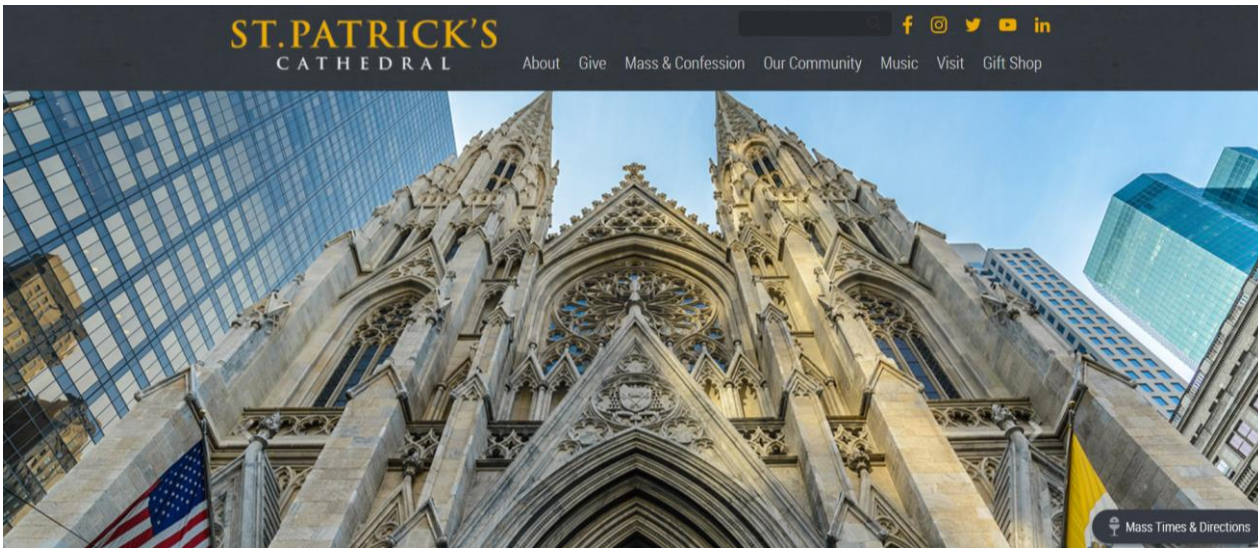 ST.PATRICK'S
CATHEDRAL
About Give Mass & Confession Our Community Music Visit Gift Shop
Mass Times & Directions